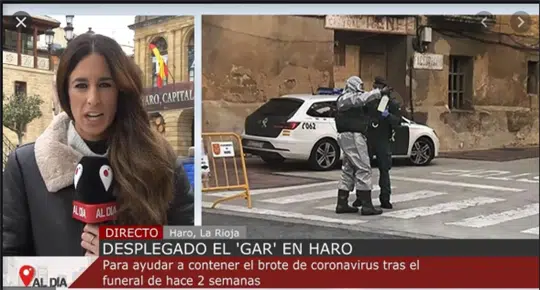 ARO, CAPITAL
7062
AL DÍA
DIRECTO Haro, La Rioja
DESPLEGADO EL 'GAR' EN HARO
Para ayudar a contener el brote de coronavirus tras el
funeral de hace 2 semanas
AL DÍA